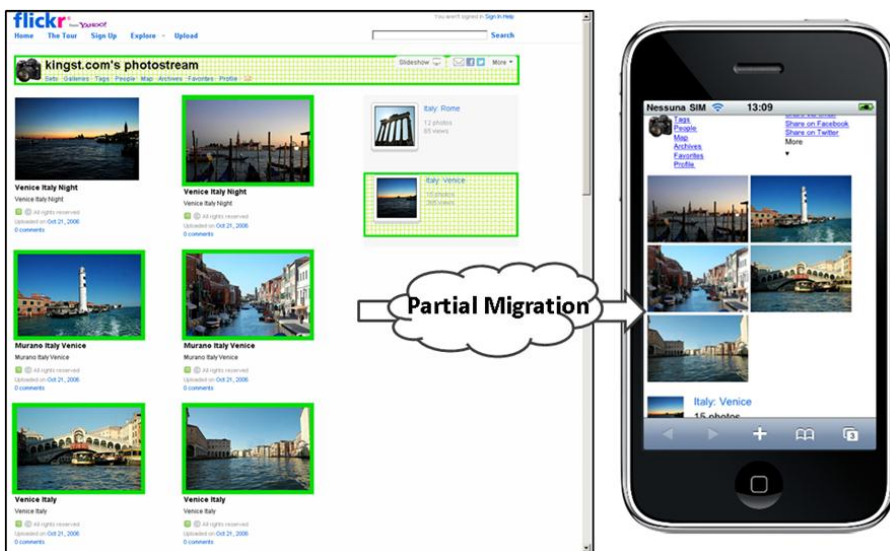 You aren't signed in Sign In Help
flickr from YAHOO!
Home The Tour Sign Up Explore Upload
Search
kingst.com's photostream
Slideshow More
Sets Galleries Tags People Map Archives Favorites Profile
Italy: Rome
12 photos
Venice Italy Night
Venice Italy Night
All rights reserved
Uploaded on Oct 21, 2006
0 comments
Venice Italy Night
Venice Italy Night
All rights reserved
Uploaded on Oct 21, 2006
0 comments
Italy: Venice
15 photos
Murano Italy Venice
Murano Italy Venice
All rights reserved
Uploaded on Oct 21, 2006
0 comments
Murano Italy Venice
Murano Italy Venice
All rights reserved
Uploaded on Oct 21, 2006
0 comments
Venice Italy
Venice Italy
All rights reserved
Uploaded on Oct 21, 2006
0 comments
Venice Italy
Venice Italy
All rights reserved
Uploaded on Oct 21, 2006
0 comments
Partial Migration
Nessuna SIM 13:09
Tags
People
Map
Archives
Favorites
Profile
Share on Facebook
Share on Twitter
More
Italy: Venice
15 photos
3